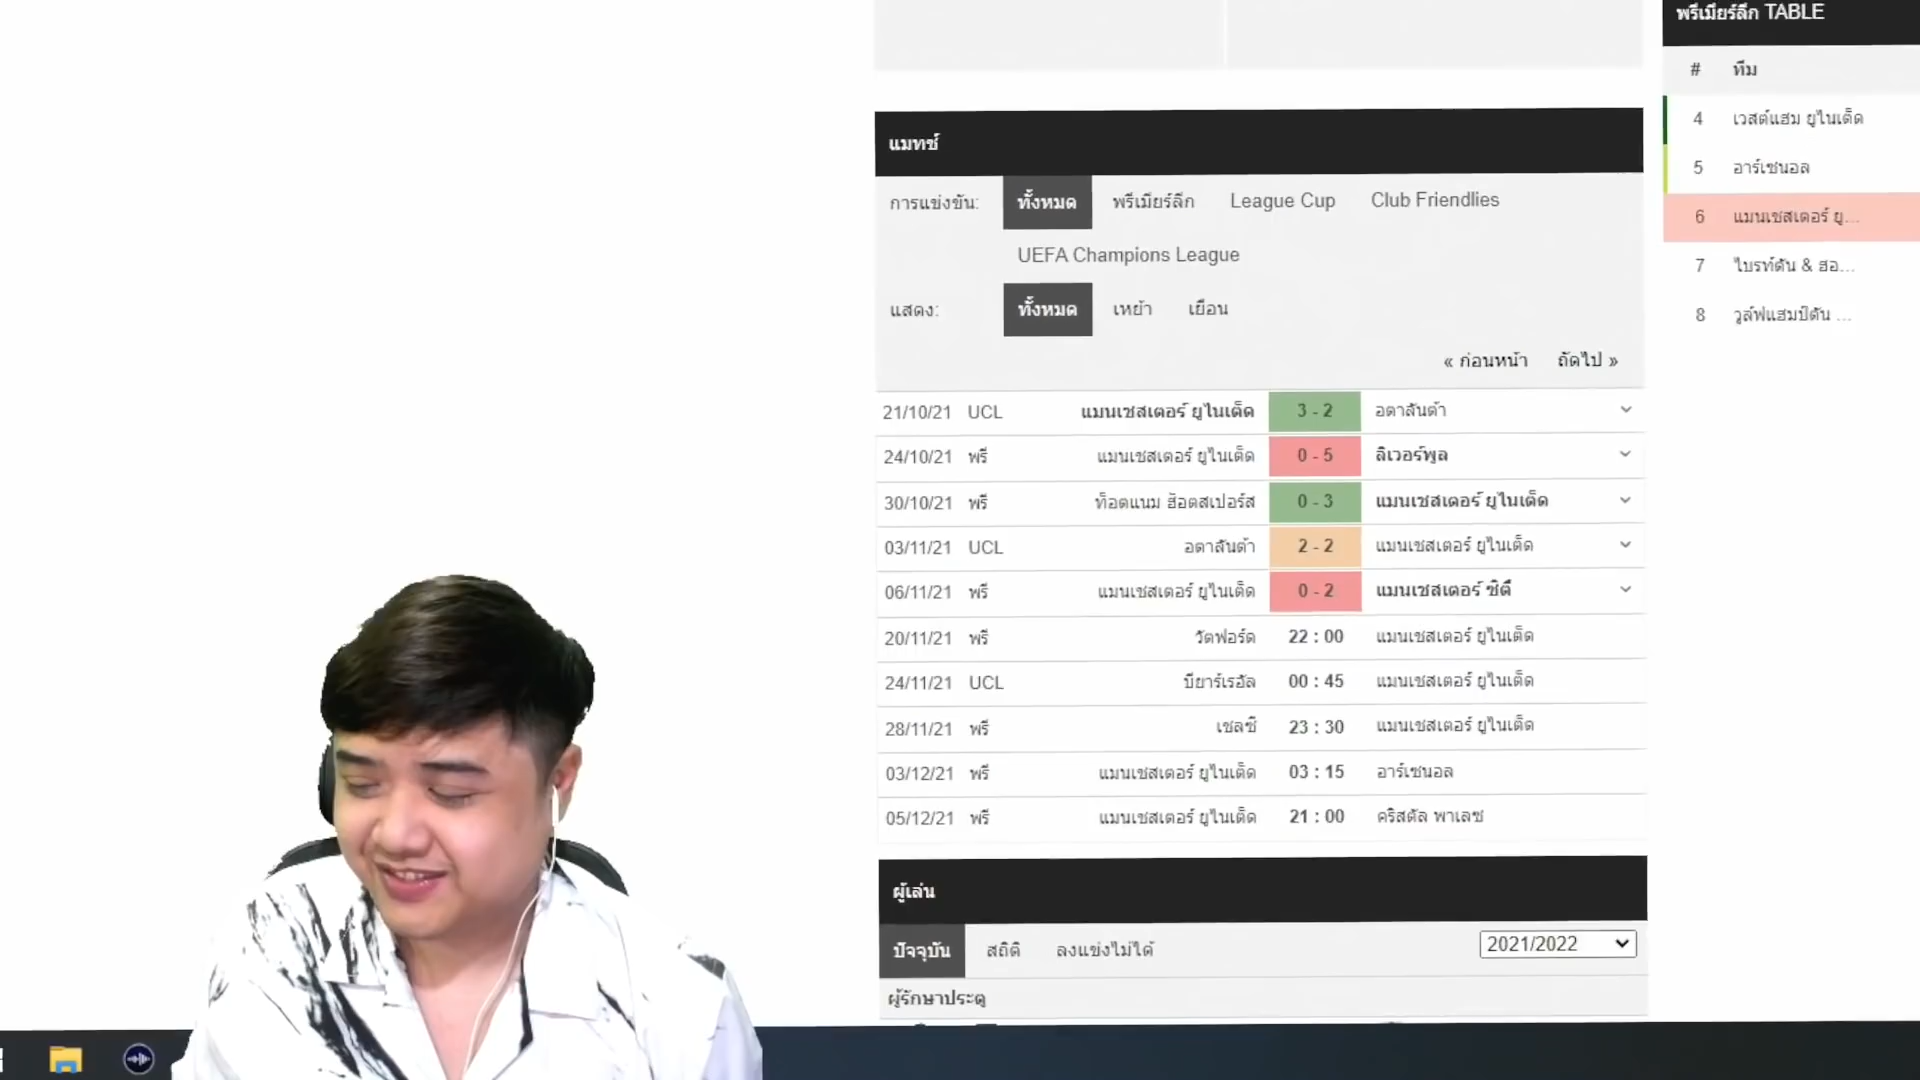 พรีเมียร์ลีก TABLE
# ทีม
4 เวสต์แฮม ยูไนเต็ด
5 อาร์เซนอล
6 แมนเชสเตอร์ ยู...
7 ไบรท์ตัน & ฮอ...
8 วูล์ฟแฮมป์ตัน ...
แมทช์
การแข่งขัน: ทั้งหมด พรีเมียร์ลีก League Cup Club Friendlies
UEFA Champions League
แสดง: ทั้งหมด เหย้า เยือน
« ก่อนหน้า ถัดไป »
21/10/21 UCL แมนเชสเตอร์ ยูไนเต็ด 3 - 2 อตาลันต้า
24/10/21 พรี แมนเชสเตอร์ ยูไนเต็ด 0 - 5 ลิเวอร์พูล
30/10/21 พรี ท็อตแนม ฮ็อตสเปอร์ส 0 - 3 แมนเชสเตอร์ ยูไนเต็ด
03/11/21 UCL อตาลันต้า 2 - 2 แมนเชสเตอร์ ยูไนเต็ด
06/11/21 พรี แมนเชสเตอร์ ยูไนเต็ด 0 - 2 แมนเชสเตอร์ ซิตี้
20/11/21 พรี วัตฟอร์ด 22 : 00 แมนเชสเตอร์ ยูไนเต็ด
24/11/21 UCL บียาร์เรอัล 00 : 45 แมนเชสเตอร์ ยูไนเต็ด
28/11/21 พรี เชลซี 23 : 30 แมนเชสเตอร์ ยูไนเต็ด
03/12/21 พรี แมนเชสเตอร์ ยูไนเต็ด 03 : 15 อาร์เซนอล
05/12/21 พรี แมนเชสเตอร์ ยูไนเต็ด 21 : 00 คริสตัล พาเลซ
ผู้เล่น
ปัจจุบัน สถิติ ลงแข่งไม่ได้ 2021/2022
ผู้รักษาประตู